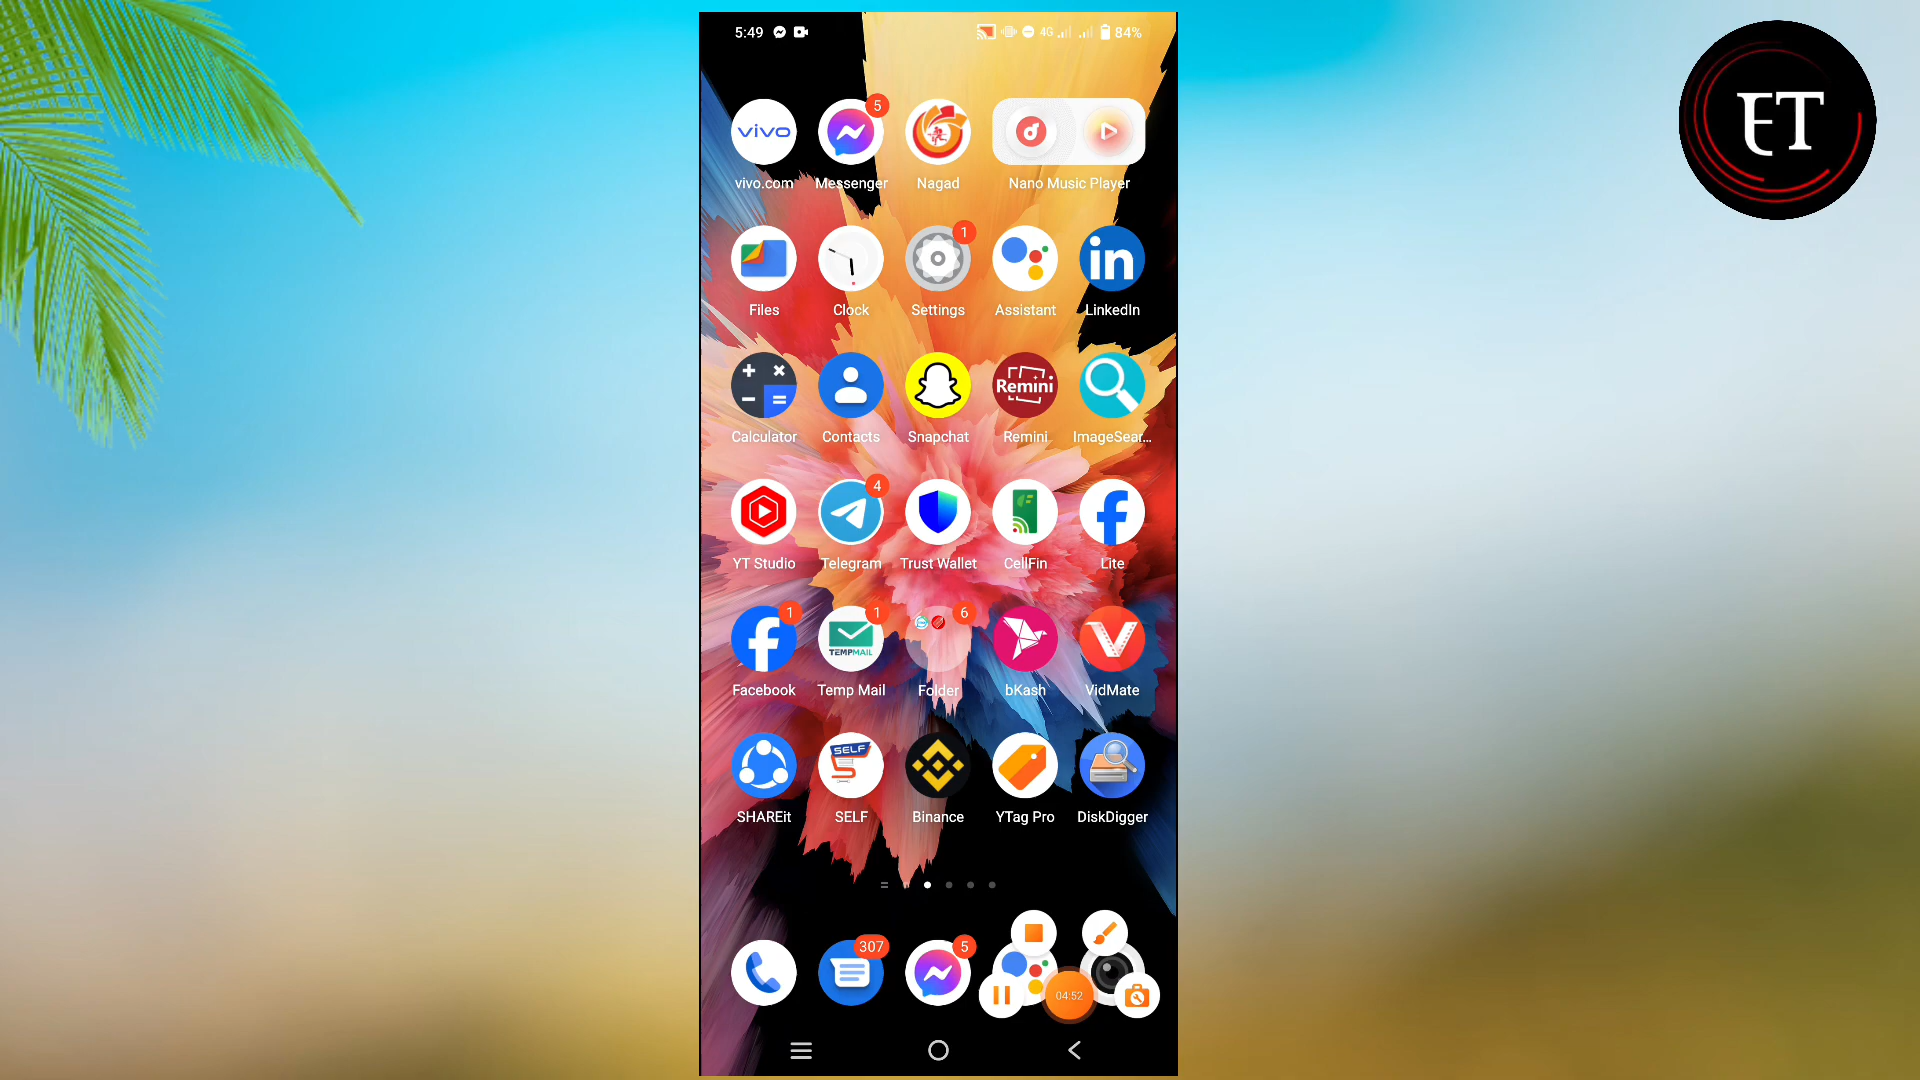 5:49 4G 84%
ET
5
vivo
vivo.com Messenger Nagad Nano Music Player
1
in
Files Clock Settings Assistant LinkedIn
Remini
Calculator Contacts Snapchat Remini ImageSear...
4
YT Studio Telegram Trust Wallet CellFin Lite
1 1 6
TEMPMAIL
Facebook Temp Mail Folder bKash VidMate
SELF
SHAREit SELF Binance YTag Pro DiskDigger
307 5
04:52